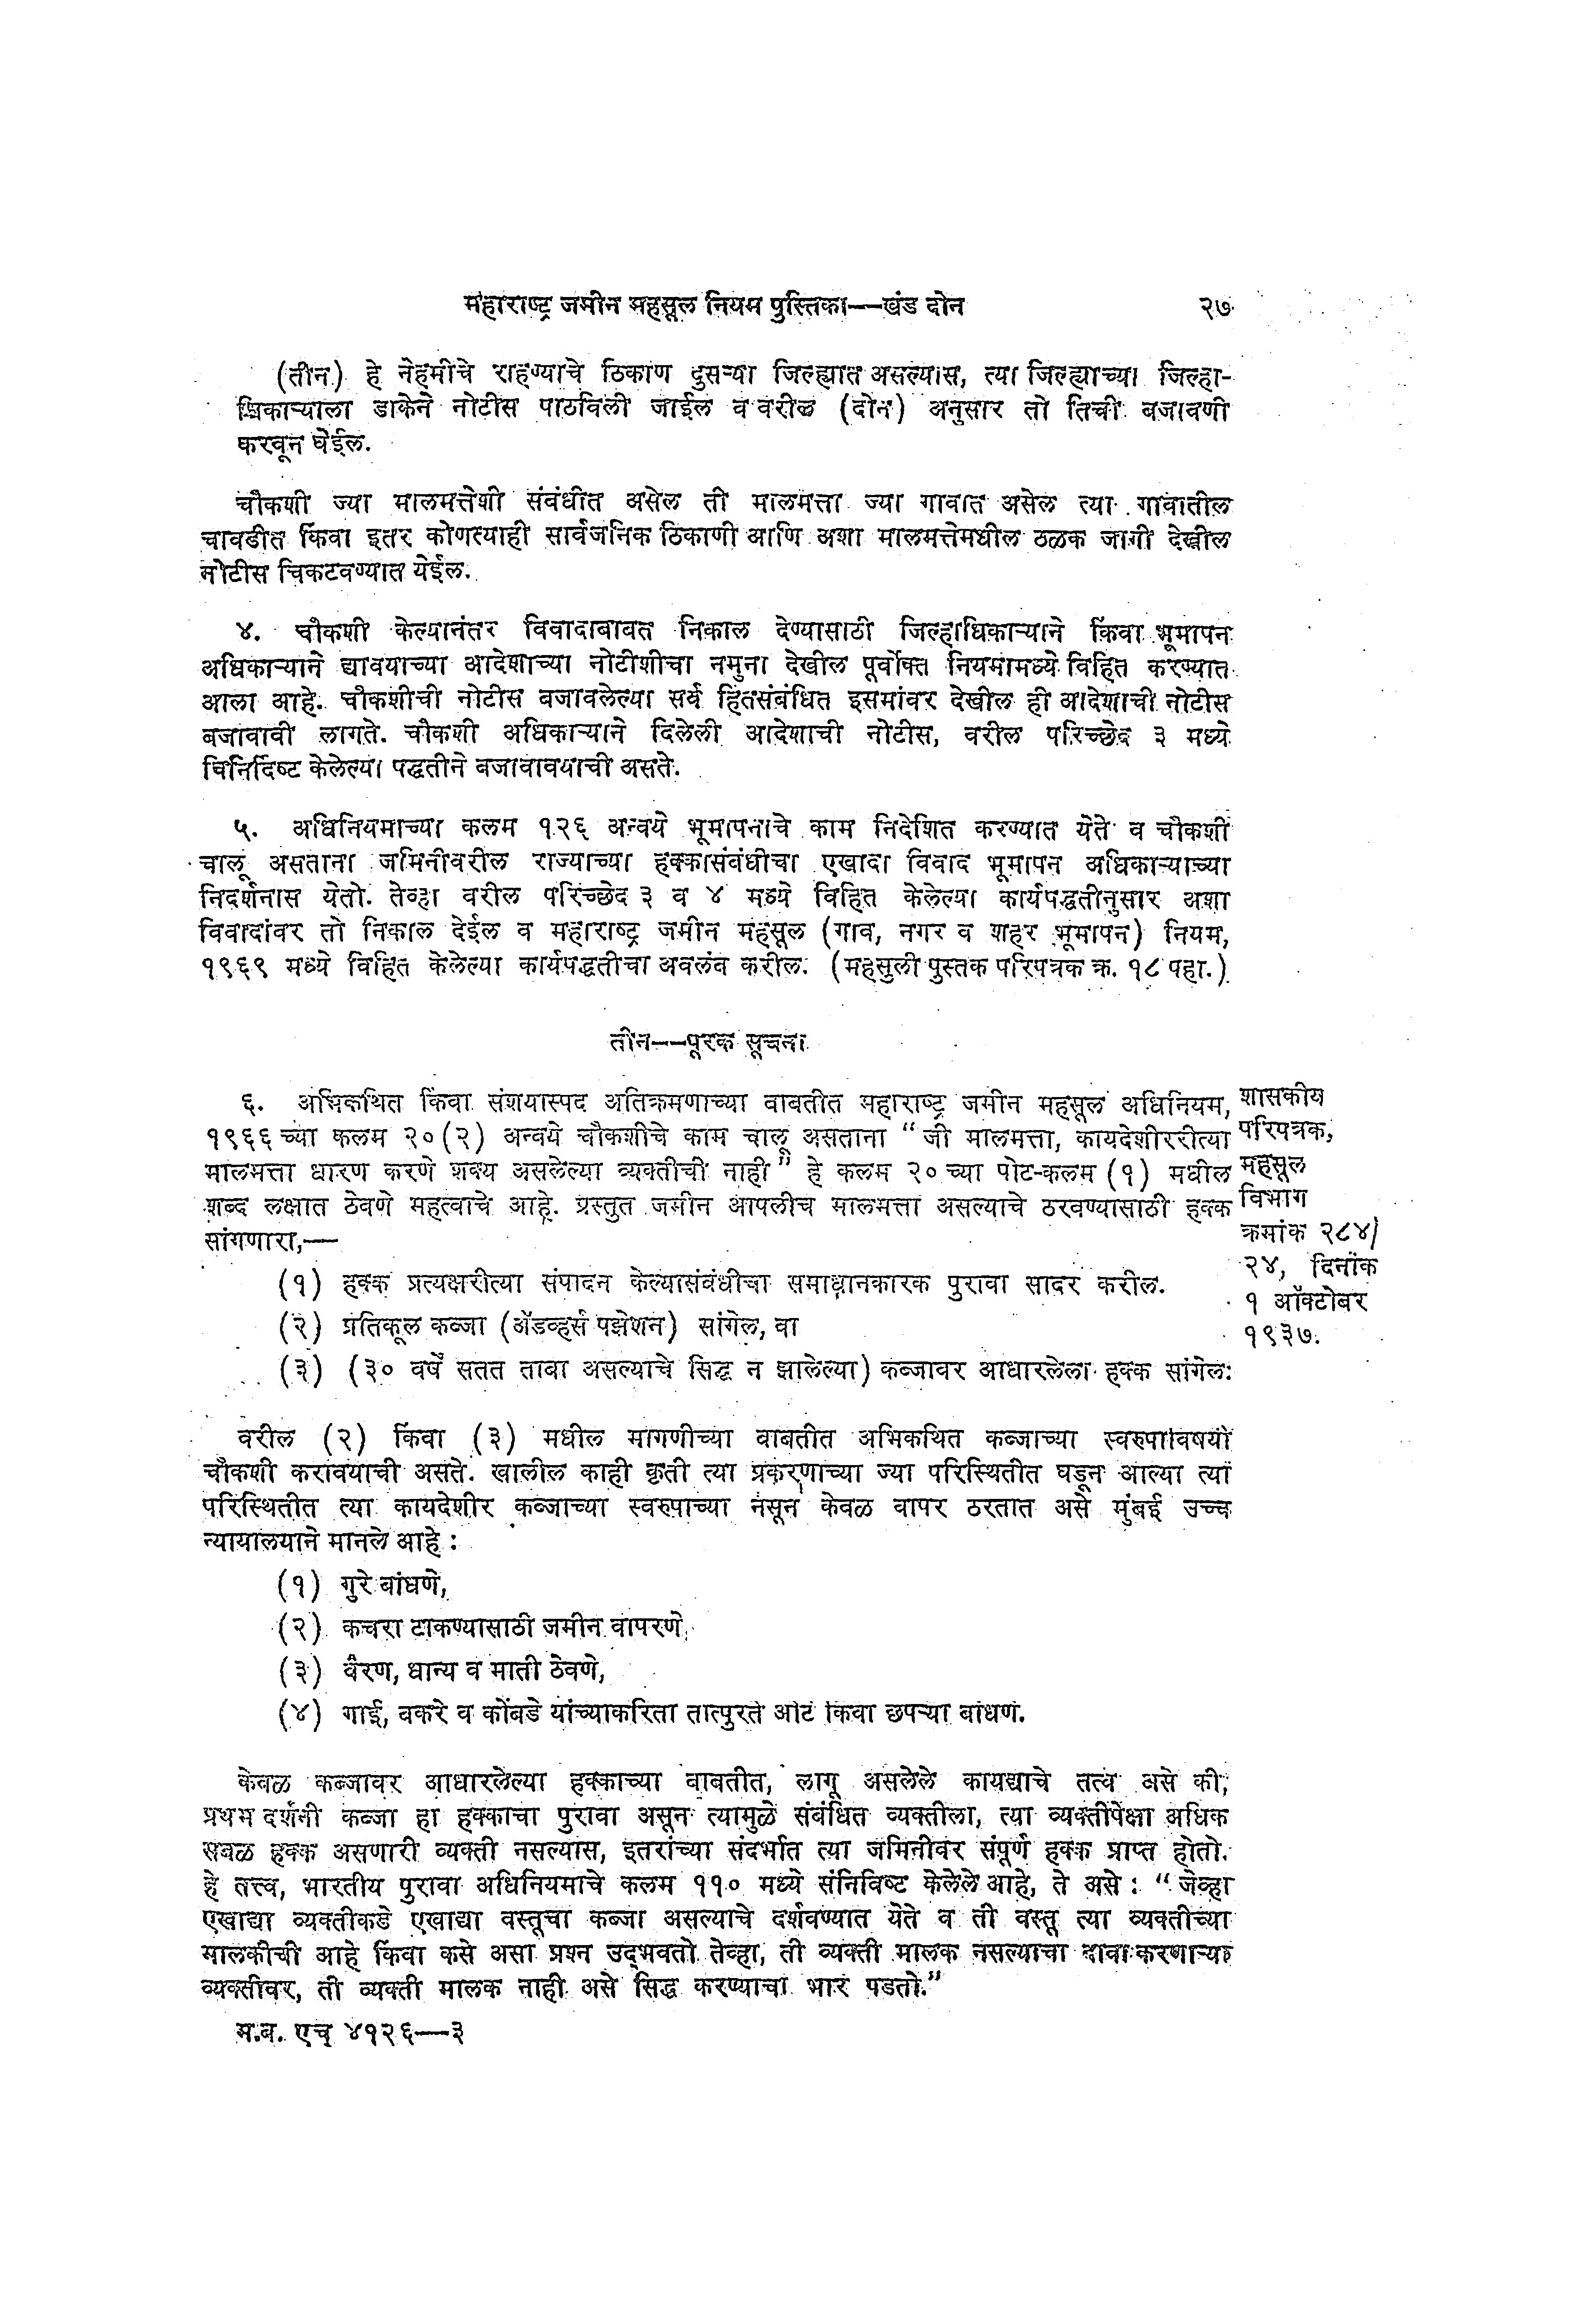 महाराष्ट्र जमीन महसूल नियम पुस्तिका——खंड दोन २७
(तीन) हे नेहमीचे राहण्याचे ठिकाण दुसऱ्या जिल्ह्यात असल्यास, त्या जिल्ह्याच्या जिल्हा-
धिकाऱ्याला डाकेने नोटीस पाठविली जाईल व वरील (दोन) अनुसार तो तिची बजावणी
करवून घेईल.
चौकशी ज्या मालमत्तेशी संबंधीत असेल ती मालमत्ता ज्या गावात असेल त्या गावातील
चावडीत किंवा इतर कोणत्याही सार्वजनिक ठिकाणी आणि अशा मालमत्तेमधील ठळक जागी देखील
नोटीस चिकटवण्यात येईल.
४. चौकशी केल्यानंतर विवादाबाबत निकाल देण्यासाठी जिल्हाधिकाऱ्याने किंवा भूमापन
अधिकाऱ्याने द्यावयाच्या आदेशाच्या नोटीशीचा नमुना देखील पूर्वोक्त नियमामध्ये विहित करण्यात
आला आहे. चौकशीची नोटीस बजावलेल्या सर्व हितसंबंधित इसमांवर देखील ही आदेशाची नोटीस
बजावावी लागते. चौकशी अधिकाऱ्याने दिलेली आदेशाची नोटीस, वरील परिच्छेद ३ मध्ये
विनिर्दिष्ट केलेल्या पद्धतीने बजावावयाची असते.
५. अधिनियमाच्या कलम १२६ अन्वये भूमापनाचे काम निदेशित करण्यात येते व चौकशी
चालू असताना जमिनीवरील राज्याच्या हक्कासंबंधीचा एखादा विवाद भूमापन अधिकाऱ्याच्या
निदर्शनास येतो. तेव्हा वरील परिच्छेद ३ व ४ मध्ये विहित केलेल्या कार्यपद्धतीनुसार अशा
विवादांवर तो निकाल देईल व महाराष्ट्र जमीन महसूल (गाव, नगर व शहर भूमापन) नियम,
१९६९ मध्ये विहित केलेल्या कार्यपद्धतीचा अवलंब करील. (महसुली पुस्तक परिपत्रक क्र. १८ पहा.)
तीन——पूरक सूचना
६. अभिकथित किंवा संशयास्पद अतिक्रमणाच्या बाबतीत महाराष्ट्र जमीन महसूल अधिनियम,
१९६६ च्या कलम २०(२) अन्वये चौकशीचे काम चालू असताना “जी मालमत्ता, कायदेशीररीत्या
मालमत्ता धारण करणे शक्य असलेल्या व्यक्तीची नाही” हे कलम २० च्या पोट-कलम (१) मधील
शब्द लक्षात ठेवणे महत्वाचे आहे. प्रस्तुत जमीन आपलीच मालमत्ता असल्याचे ठरवण्यासाठी हक्क
सांगणारा,——
शासकीय
परिपत्रक,
महसूल
विभाग
क्रमांक २८४/
२४, दिनांक
१ ऑक्टोबर
१९३७.
(१) हक्क प्रत्यक्षरीत्या संपादन केल्यासंबंधीचा समाधानकारक पुरावा सादर करील.
(२) प्रतिकूल कब्जा (ॲडव्हर्स पझेशन) सांगेल, वा
(३) (३० वर्षे सतत ताबा असल्याचे सिद्ध न झालेल्या) कब्जावर आधारलेला हक्क सांगेल:
वरील (२) किंवा (३) मधील मागणीच्या बाबतीत अभिकथित कब्जाच्या स्वरुपाविषयी
चौकशी करावयाची असते. खालील काही कृती त्या प्रकरणाच्या ज्या परिस्थितीत घडून आल्या त्या
परिस्थितीत त्या कायदेशीर कब्जाच्या स्वरुपाच्या नसून केवळ वापर ठरतात असे मुंबई उच्च
न्यायालयाने मानले आहे :
(१) गुरे बांधणे,
(२) कचरा टाकण्यासाठी जमीन वापरणे,
(३) वैरण, धान्य व माती ठेवणे,
(४) गाई, बकरे व कोंबडे यांच्याकरिता तात्पुरते ओटे किंवा छपऱ्या बांधणे.
केवळ कब्जावर आधारलेल्या हक्काच्या बाबतीत, लागू असलेले कायद्याचे तत्व असे की,
प्रथम दर्शनी कब्जा हा हक्काचा पुरावा असून त्यामुळे संबंधित व्यक्तीला, त्या व्यक्तीपेक्षा अधिक
सबळ हक्क असणारी व्यक्ती नसल्यास, इतरांच्या संदर्भात त्या जमिनीवर संपूर्ण हक्क प्राप्त होतो.
हे तत्त्व, भारतीय पुरावा अधिनियमाचे कलम ११० मध्ये संनिविष्ट केलेले आहे, ते असे : “जेव्हा
एखाद्या व्यक्तीकडे एखाद्या वस्तूचा कब्जा असल्याचे दर्शवण्यात येते व ती वस्तू त्या व्यक्तीच्या
मालकीची आहे किंवा कसे असा प्रश्न उद्‌भवतो तेव्हा, ती व्यक्ती मालक नसल्याचा दावा करणाऱ्या
व्यक्तीवर, ती व्यक्ती मालक नाही असे सिद्ध करण्याचा भार पडतो.”
म.ब. एच् ४१२६——३